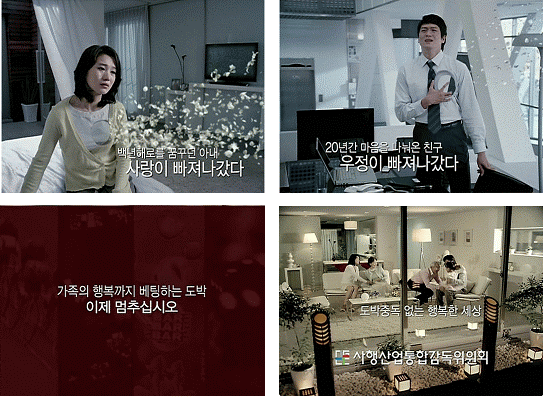 백년해로를 꿈꾸던 아내
사랑이 빠져나갔다
20년간 마음을 나눠온 친구
우정이 빠져나갔다
가족의 행복까지 베팅하는 도박
이제 멈추십시오
도박중독 없는 행복한 세상
사행산업통합감독위원회